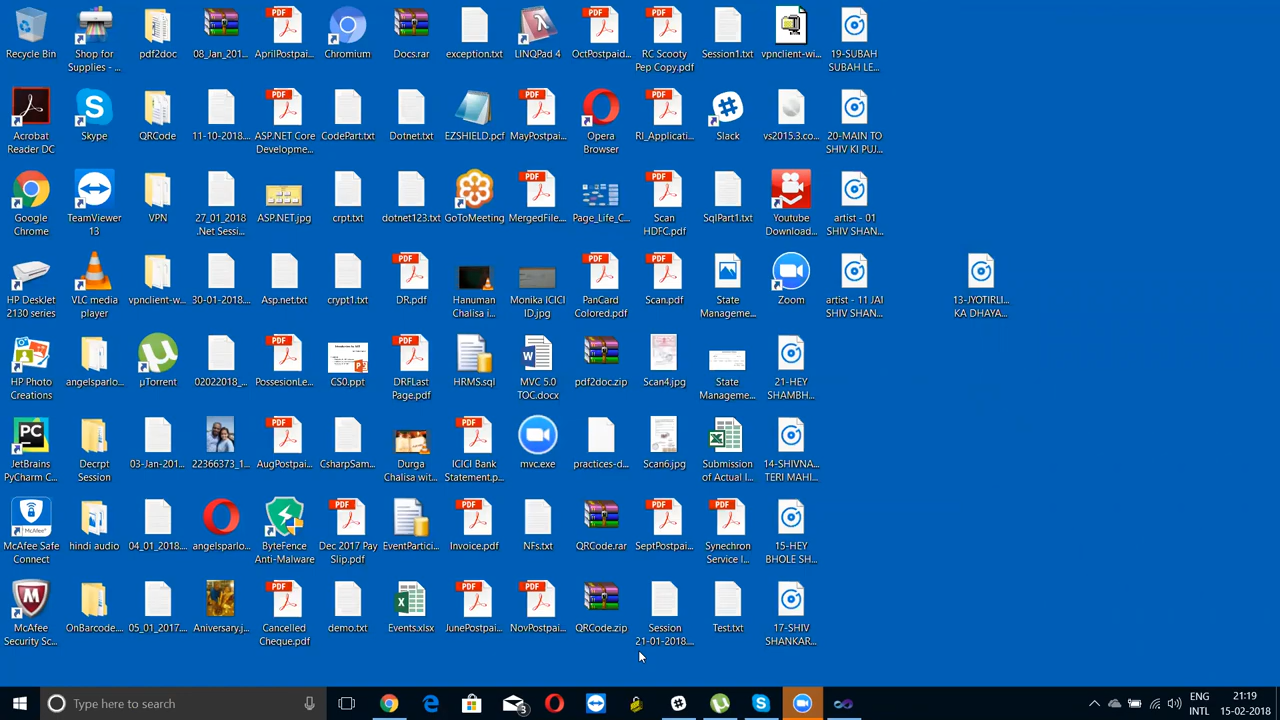 Recycle Bin
Shop for
Supplies - ...
pdf2doc
08_Jan_201...
AprilPostpai...
Chromium
Docs.rar
exception.txt
LINQPad 4
OctPostpaid...
RC Scooty
Pep Copy.pdf
Session1.txt
vpnclient-wi...
19-SUBAH
SUBAH LE...
Acrobat
Reader DC
Skype
QRCode
11-10-2018...
ASP.NET Core
Developme...
CodePart.txt
Dotnet.txt
EZSHIELD.pcf
MayPostpai...
Opera
Browser
RI_Applicati...
Slack
vs2015.3.co...
20-MAIN TO
SHIV KI PUJ...
Google
Chrome
TeamViewer
13
VPN
27_01_2018
.Net Sessi...
ASP.NET.jpg
crpt.txt
dotnet123.txt
GoToMeeting
MergedFile....
Page_Life_C...
Scan
HDFC.pdf
SqlPart1.txt
Youtube
Download...
artist - 01
SHIV SHAN...
HP DeskJet
2130 series
VLC media
player
vpnclient-w...
30-01-2018...
Asp.net.txt
crypt1.txt
DR.pdf
Hanuman
Chalisa i...
Monika ICICI
ID.jpg
PanCard
Colored.pdf
Scan.pdf
State
Manageme...
Zoom
artist - 11 JAI
SHIV SHAN...
13-JYOTIRLI...
KA DHAYA...
HP Photo
Creations
angelsparlo...
µTorrent
02022018_...
PossesionLe...
CS0.ppt
DRFLast
Page.pdf
HRMS.sql
MVC 5.0
TOC.docx
pdf2doc.zip
Scan4.jpg
State
Manageme...
21-HEY
SHAMBH...
JetBrains
PyCharm C...
Decrpt
Session
03-Jan-201...
22366373_1...
AugPostpai...
CsharpSam...
Durga
Chalisa wit...
ICICI Bank
Statement.p...
mvc.exe
practices-d...
Scan6.jpg
Submission
of Actual I...
14-SHIVNA...
TERI MAHI...
McAfee Safe
Connect
hindi audio
04_01_2018...
angelsparlo...
ByteFence
Anti-Malware
Dec 2017 Pay
Slip.pdf
EventPartici...
Invoice.pdf
NFs.txt
QRCode.rar
SeptPostpai...
Synechron
Service I...
15-HEY
BHOLE SH...
McAfee
Security Sc...
OnBarcode....
05_01_2017...
Aniversary.j...
Cancelled
Cheque.pdf
demo.txt
Events.xlsx
JunePostpai...
NovPostpai...
QRCode.zip
Session
21-01-2018....
Test.txt
17-SHIV
SHANKAR...
Type here to search
3
ENG
INTL
21:19
15-02-2018